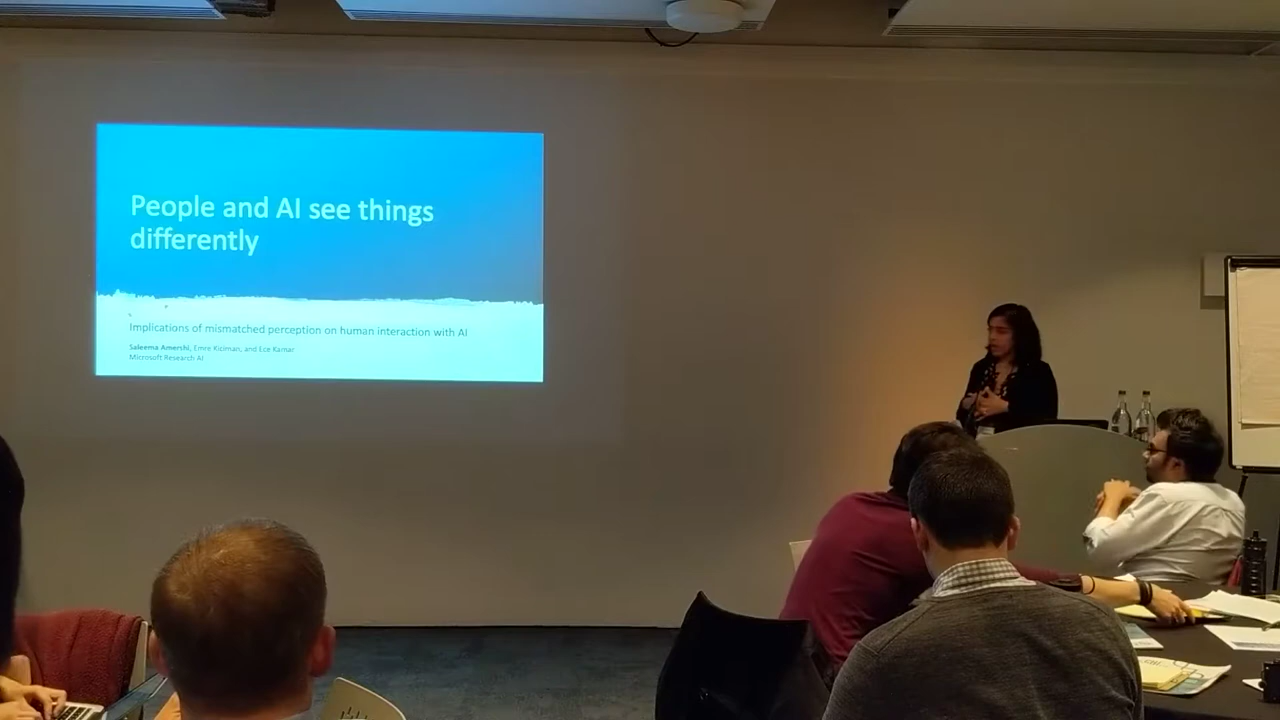 People and AI see things
differently
Implications of mismatched perception on human interaction with AI
Saleema Amershi, Emre Kiciman, and Ece Kamar
Microsoft Research AI